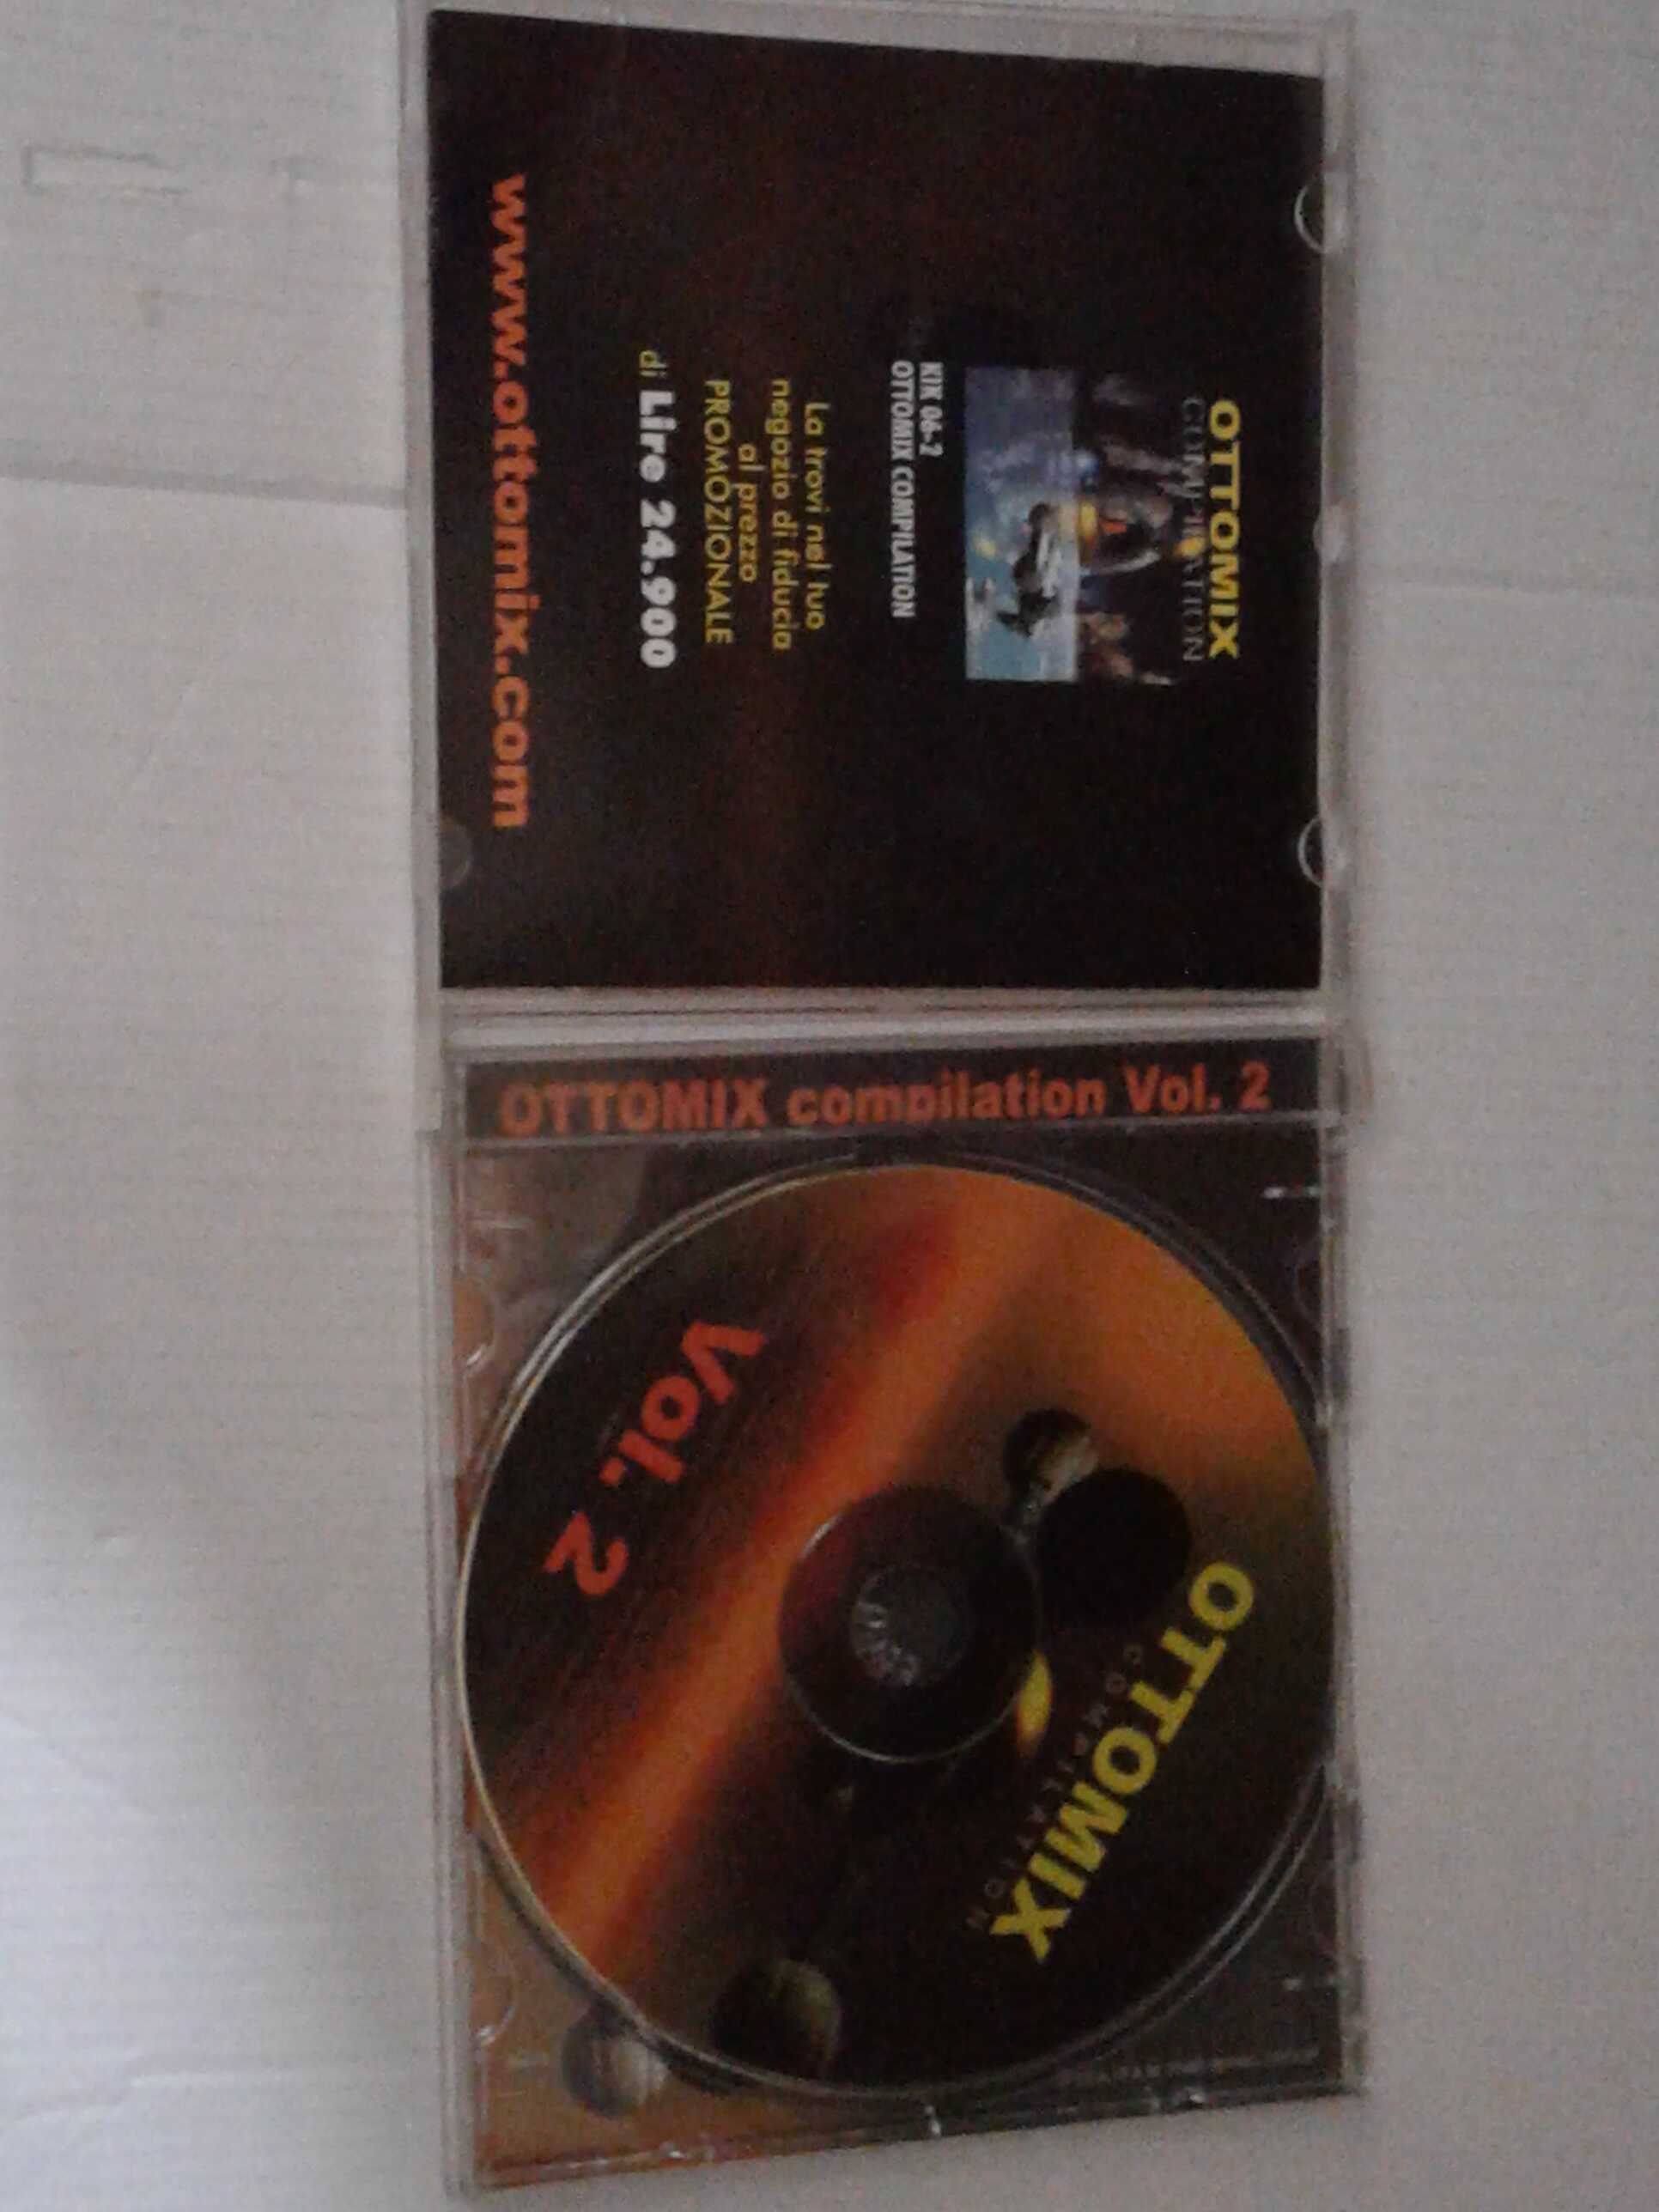 OTTOMIX
COMPILATION
KIK 06-2
OTTOMIX COMPILATION
La trovi nel tuo
negozio di fiducia
al prezzo
PROMOZIONALE
di Lire 24.900
www.ottomix.com
OTTOMIX compilation Vol. 2
OTTOMIX
COMPILATION
Vol. 2